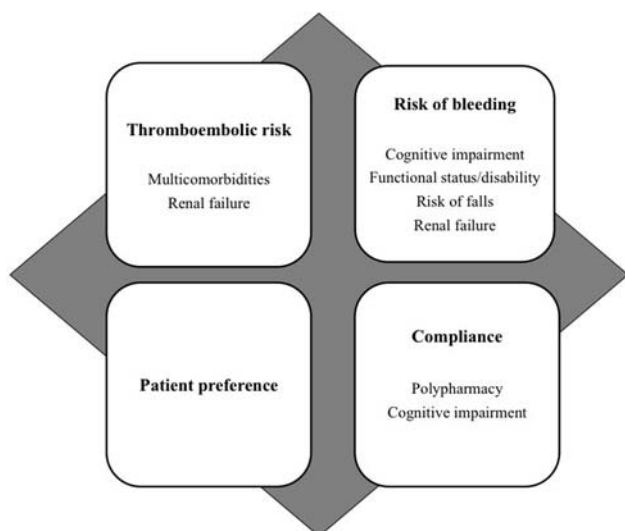 Thromboembolic risk
Multicomorbidities
Renal failure
Risk of bleeding
Cognitive impairment
Functional status/disability
Risk of falls
Renal failure
Patient preference
Compliance
Polypharmacy
Cognitive impairment